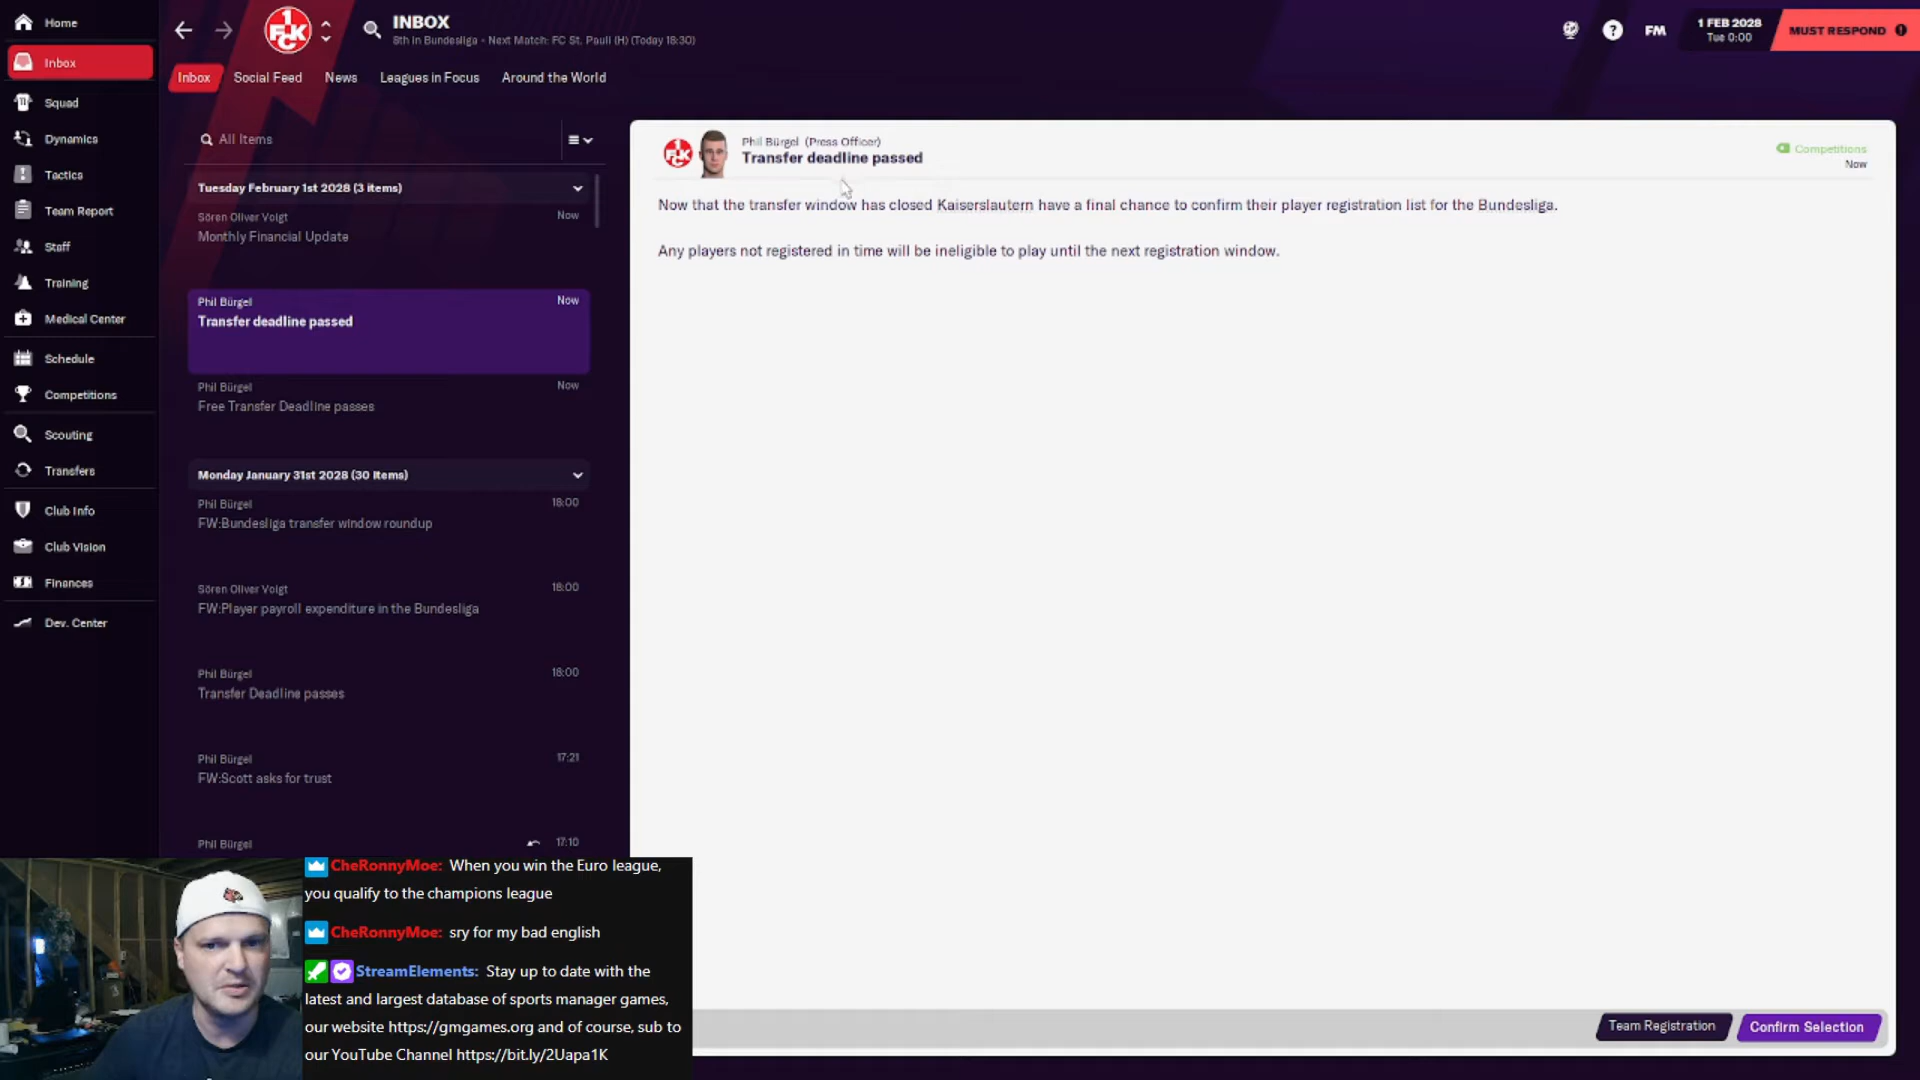 Home
Inbox
Squad
Dynamics
Tactics
Team Report
Staff
Training
Medical Center
Schedule
Competitions
Scouting
Transfers
Club Info
Club Vision
Finances
Dev. Center
1 FCK
INBOX
8th in Bundesliga - Next Match: FC St. Pauli (H) (Today 18:30)
FM
1 FEB 2028
Tue 0:00
MUST RESPOND
Inbox
Social Feed
News
Leagues in Focus
Around the World
All Items
Tuesday February 1st 2028 (3 items)
Sören Oliver Voigt
Now
Monthly Financial Update
Phil Bürgel
Now
Transfer deadline passed
Phil Bürgel
Now
Free Transfer Deadline passes
Monday January 31st 2028 (30 items)
Phil Bürgel
18:00
FW:Bundesliga transfer window roundup
Sören Oliver Voigt
18:00
FW:Player payroll expenditure in the Bundesliga
Phil Bürgel
18:00
Transfer Deadline passes
Phil Bürgel
17:21
FW:Scott asks for trust
Phil Bürgel
17:10
Phil Bürgel (Press Officer)
Transfer deadline passed
Competitions
Now
Now that the transfer window has closed Kaiserslautern have a final chance to confirm their player registration list for the Bundesliga.
Any players not registered in time will be ineligible to play until the next registration window.
Team Registration
Confirm Selection
CheRonnyMoe: When you win the Euro league,
you qualify to the champions league
CheRonnyMoe: sry for my bad english
StreamElements: Stay up to date with the
latest and largest database of sports manager games,
our website https://gmgames.org and of course, sub to
our YouTube Channel https://bit.ly/2Uapa1K